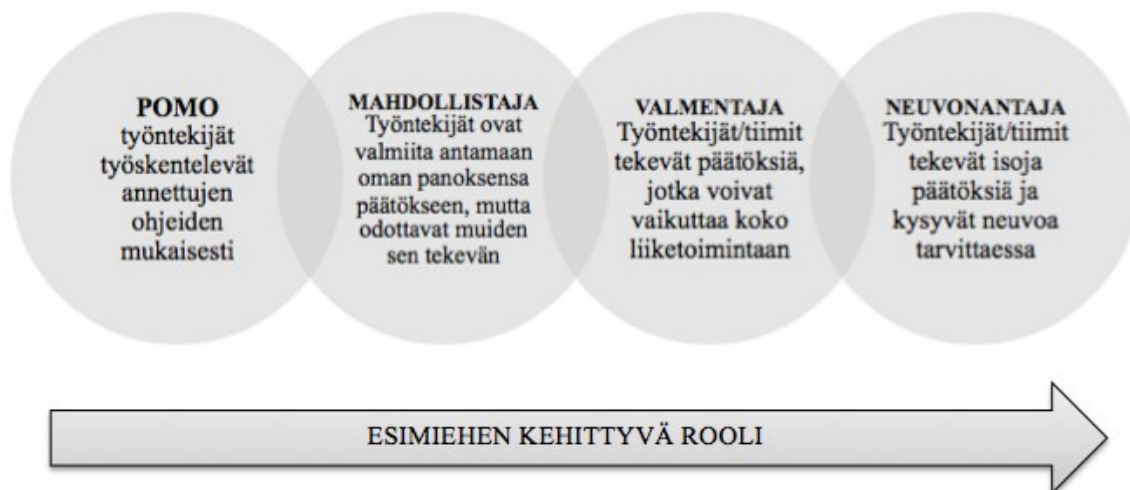 POMO
työntekijät
työskentelevät
annettujen
ohjeiden
mukaisesti
MAHDOLLISTAJA
Työntekijät ovat
valmiita antamaan
oman panoksensa
päätökseen, mutta
odottavat muiden
sen tekevän
VALMENTAJA
Työntekijät/tiimit
tekevät päätöksiä,
jotka voivat
vaikuttaa koko
liiketoimintaan
NEUVONANTAJA
Työntekijät/tiimit
tekevät isoja
päätöksiä ja
kysyvät neuvoa
tarvittaessa
ESIMIEHEN KEHITTYVÄ ROOLI